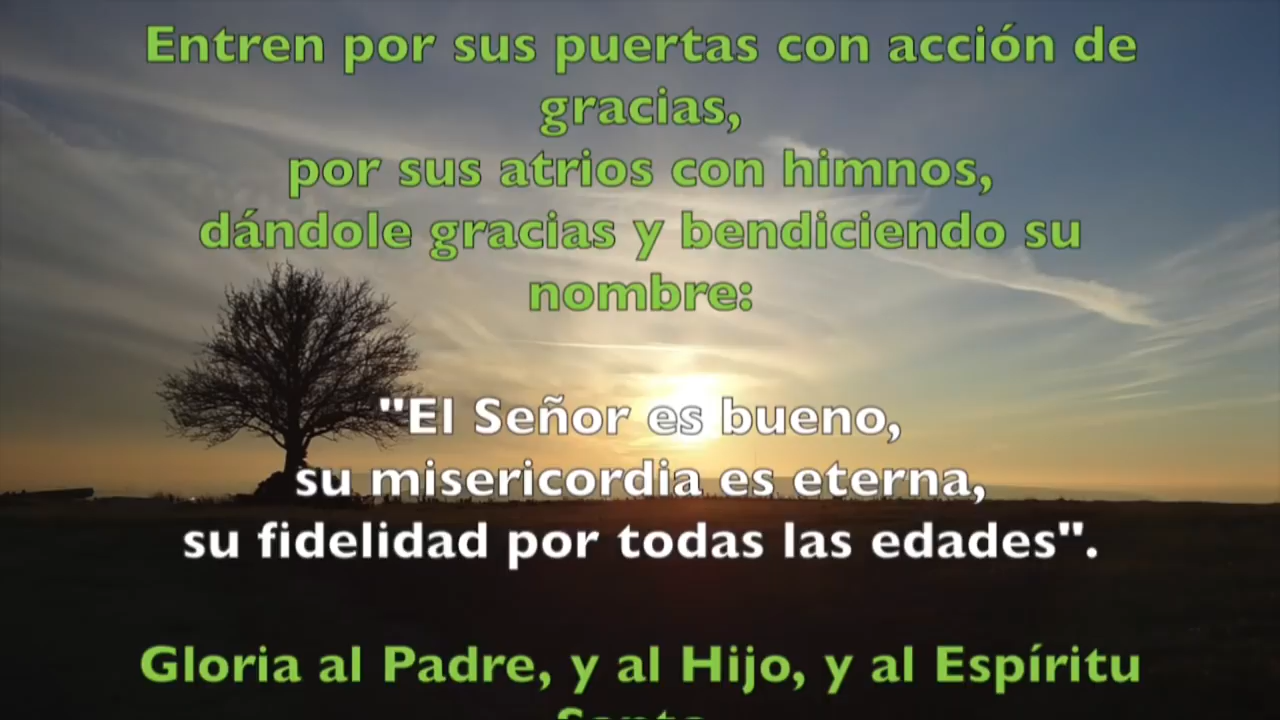 Entren por sus puertas con acción de
gracias,
por sus atrios con himnos,
dándole gracias y bendiciendo su
nombre:
"El Señor es bueno,
su misericordia es eterna,
su fidelidad por todas las edades".
Gloria al Padre, y al Hijo, y al Espíritu